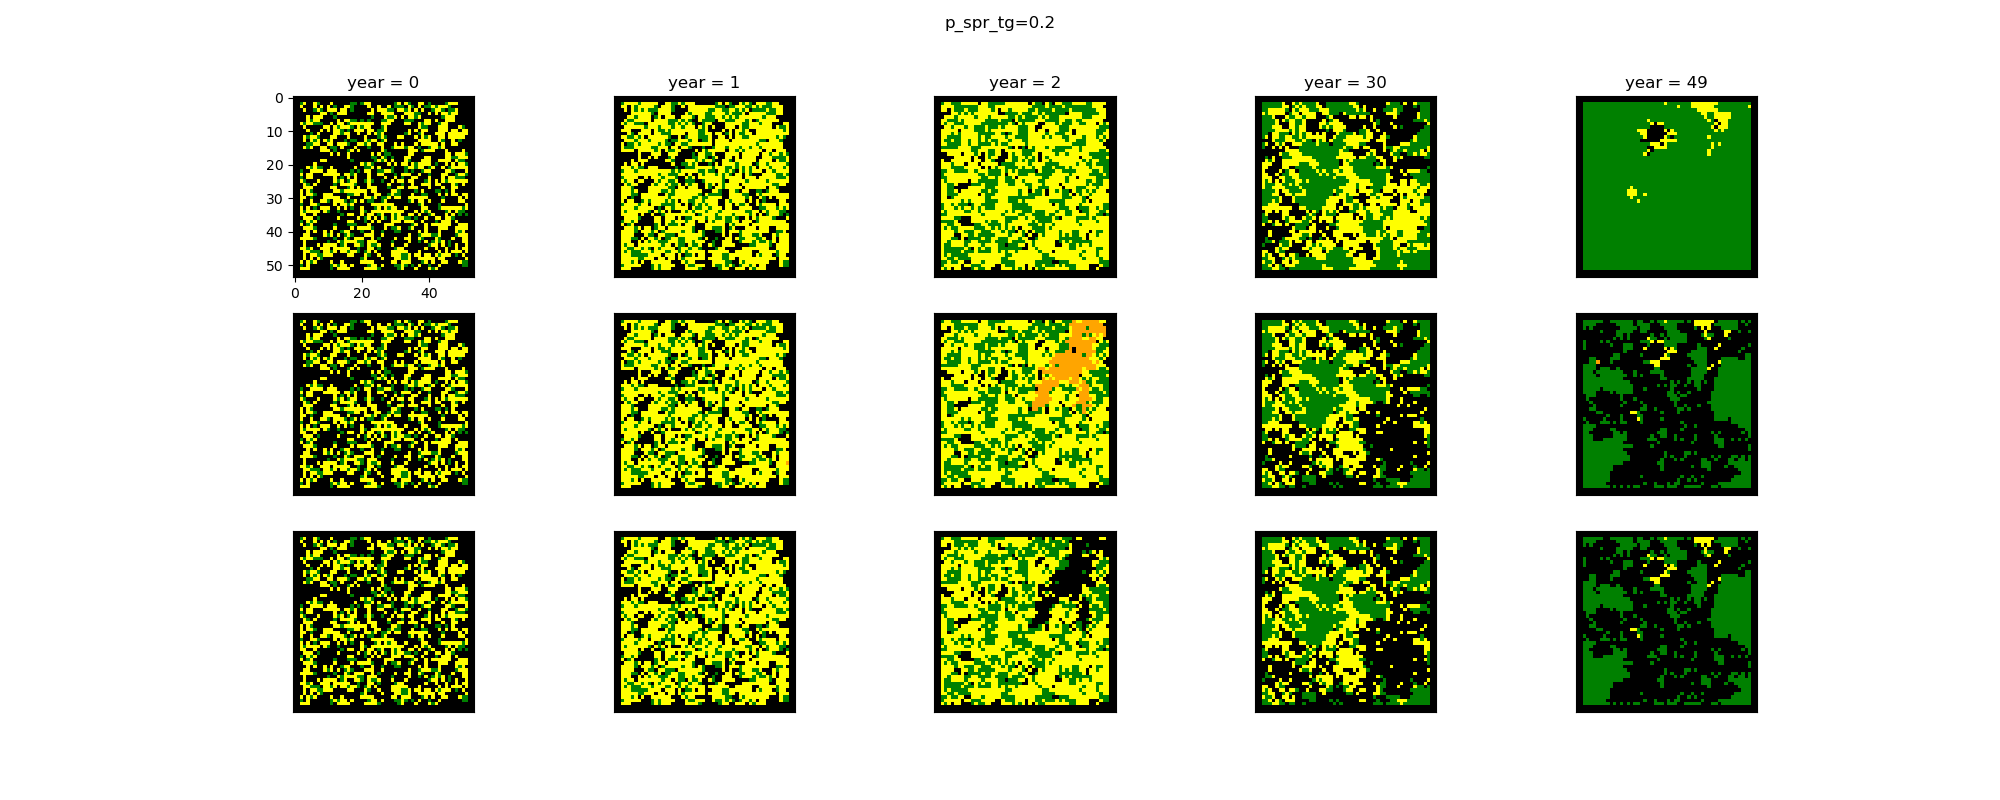 p_spr_tg=0.2
year = 0
year = 1
year = 2
year = 30
year = 49
0
10
20
30
40
50
0
20
40